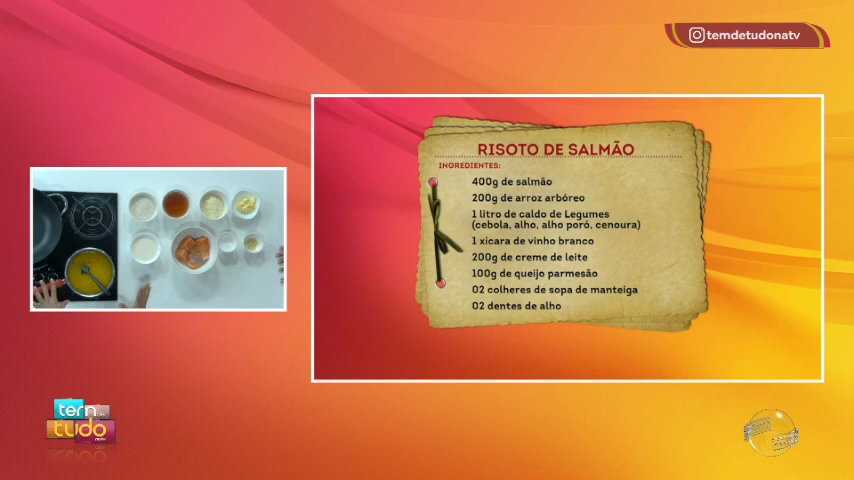 temdetudonatv
RISOTO DE SALMÃO
INGREDIENTES:
400g de salmão
200g de arroz arbóreo
1 litro de caldo de Legumes
(cebola, alho, alho poró, cenoura)
1 xícara de vinho branco
200g de creme de leite
100g de queijo parmesão
02 colheres de sopa de manteiga
02 dentes de alho
tem de
tudo